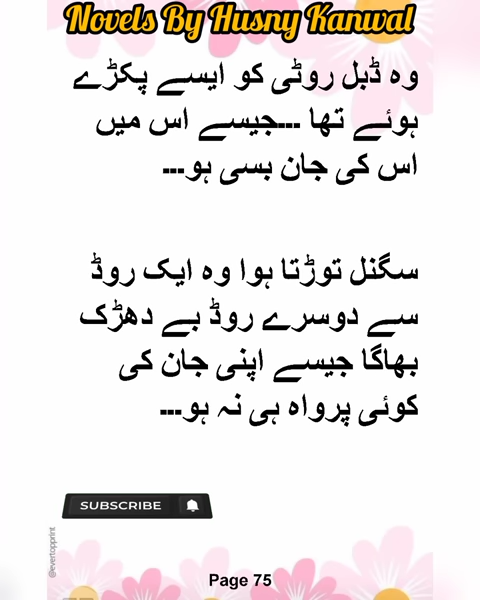 Novels By Husny Kanwal
وہ ڈبل روٹی کو ایسے پکڑے
ہوئے تھا ---جیسے اس میں
اس کی جان بسی ہو---
سگنل توڑتا ہوا وہ ایک روڈ
سے دوسرے روڈ بے دھڑک
بھاگا جیسے اپنی جان کی
کوئی پرواہ ہی نہ ہو---
SUBSCRIBE
@evertopprint
Page 75